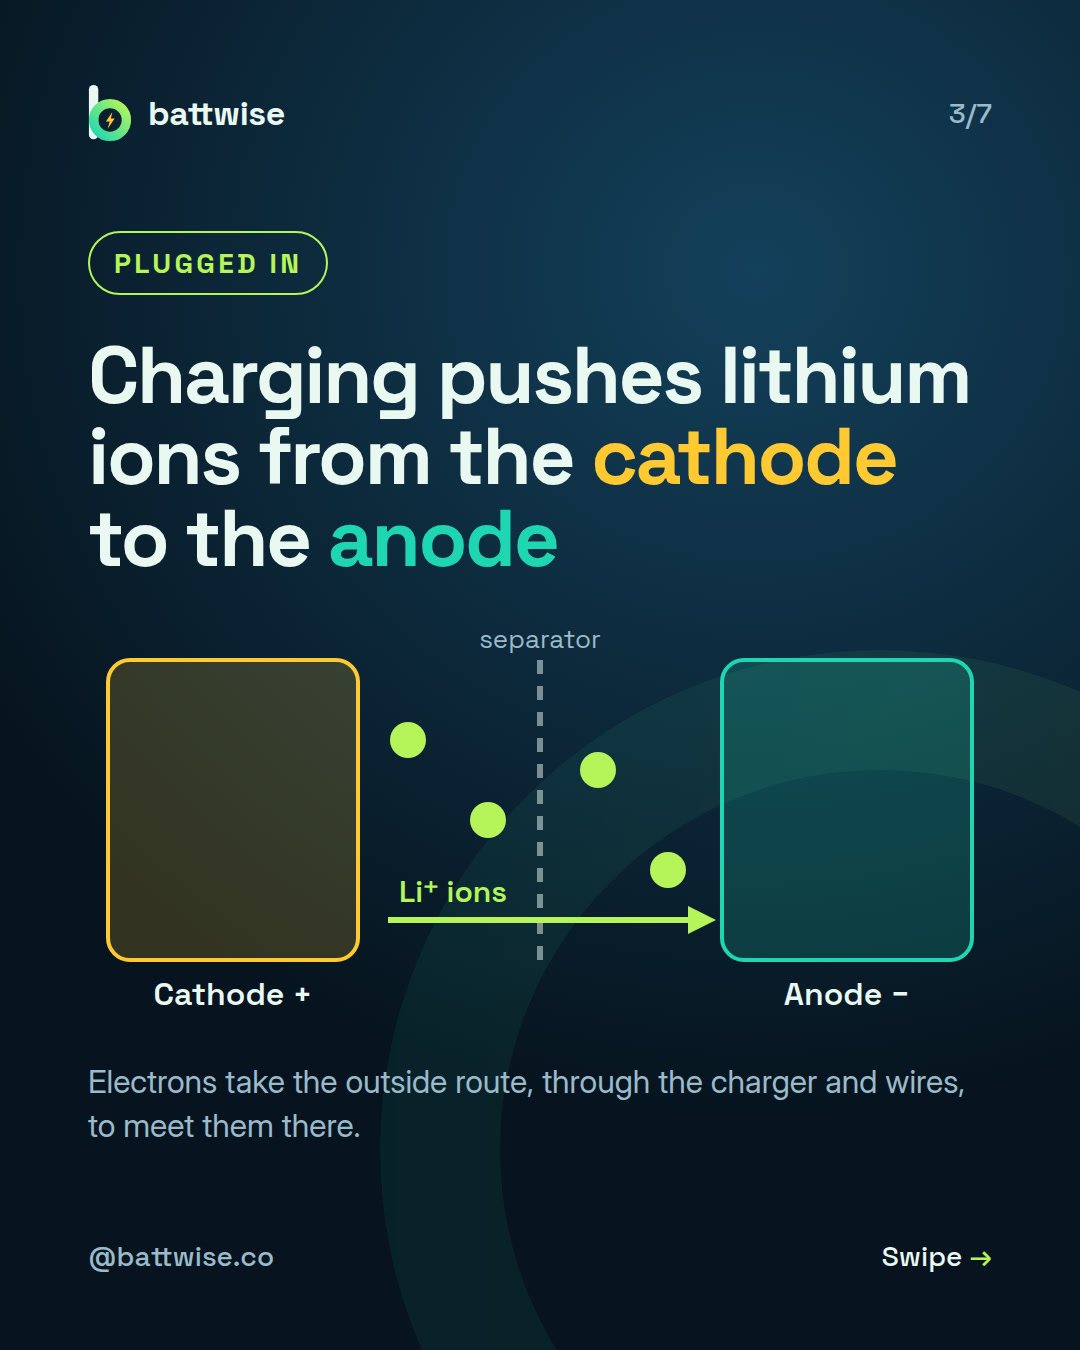 battwise
3/7
PLUGGED IN
Charging pushes lithium
ions from the cathode
to the anode
separator
Li⁺ ions
Cathode +
Anode −
Electrons take the outside route, through the charger and wires,
to meet them there.
@battwise.co
Swipe →